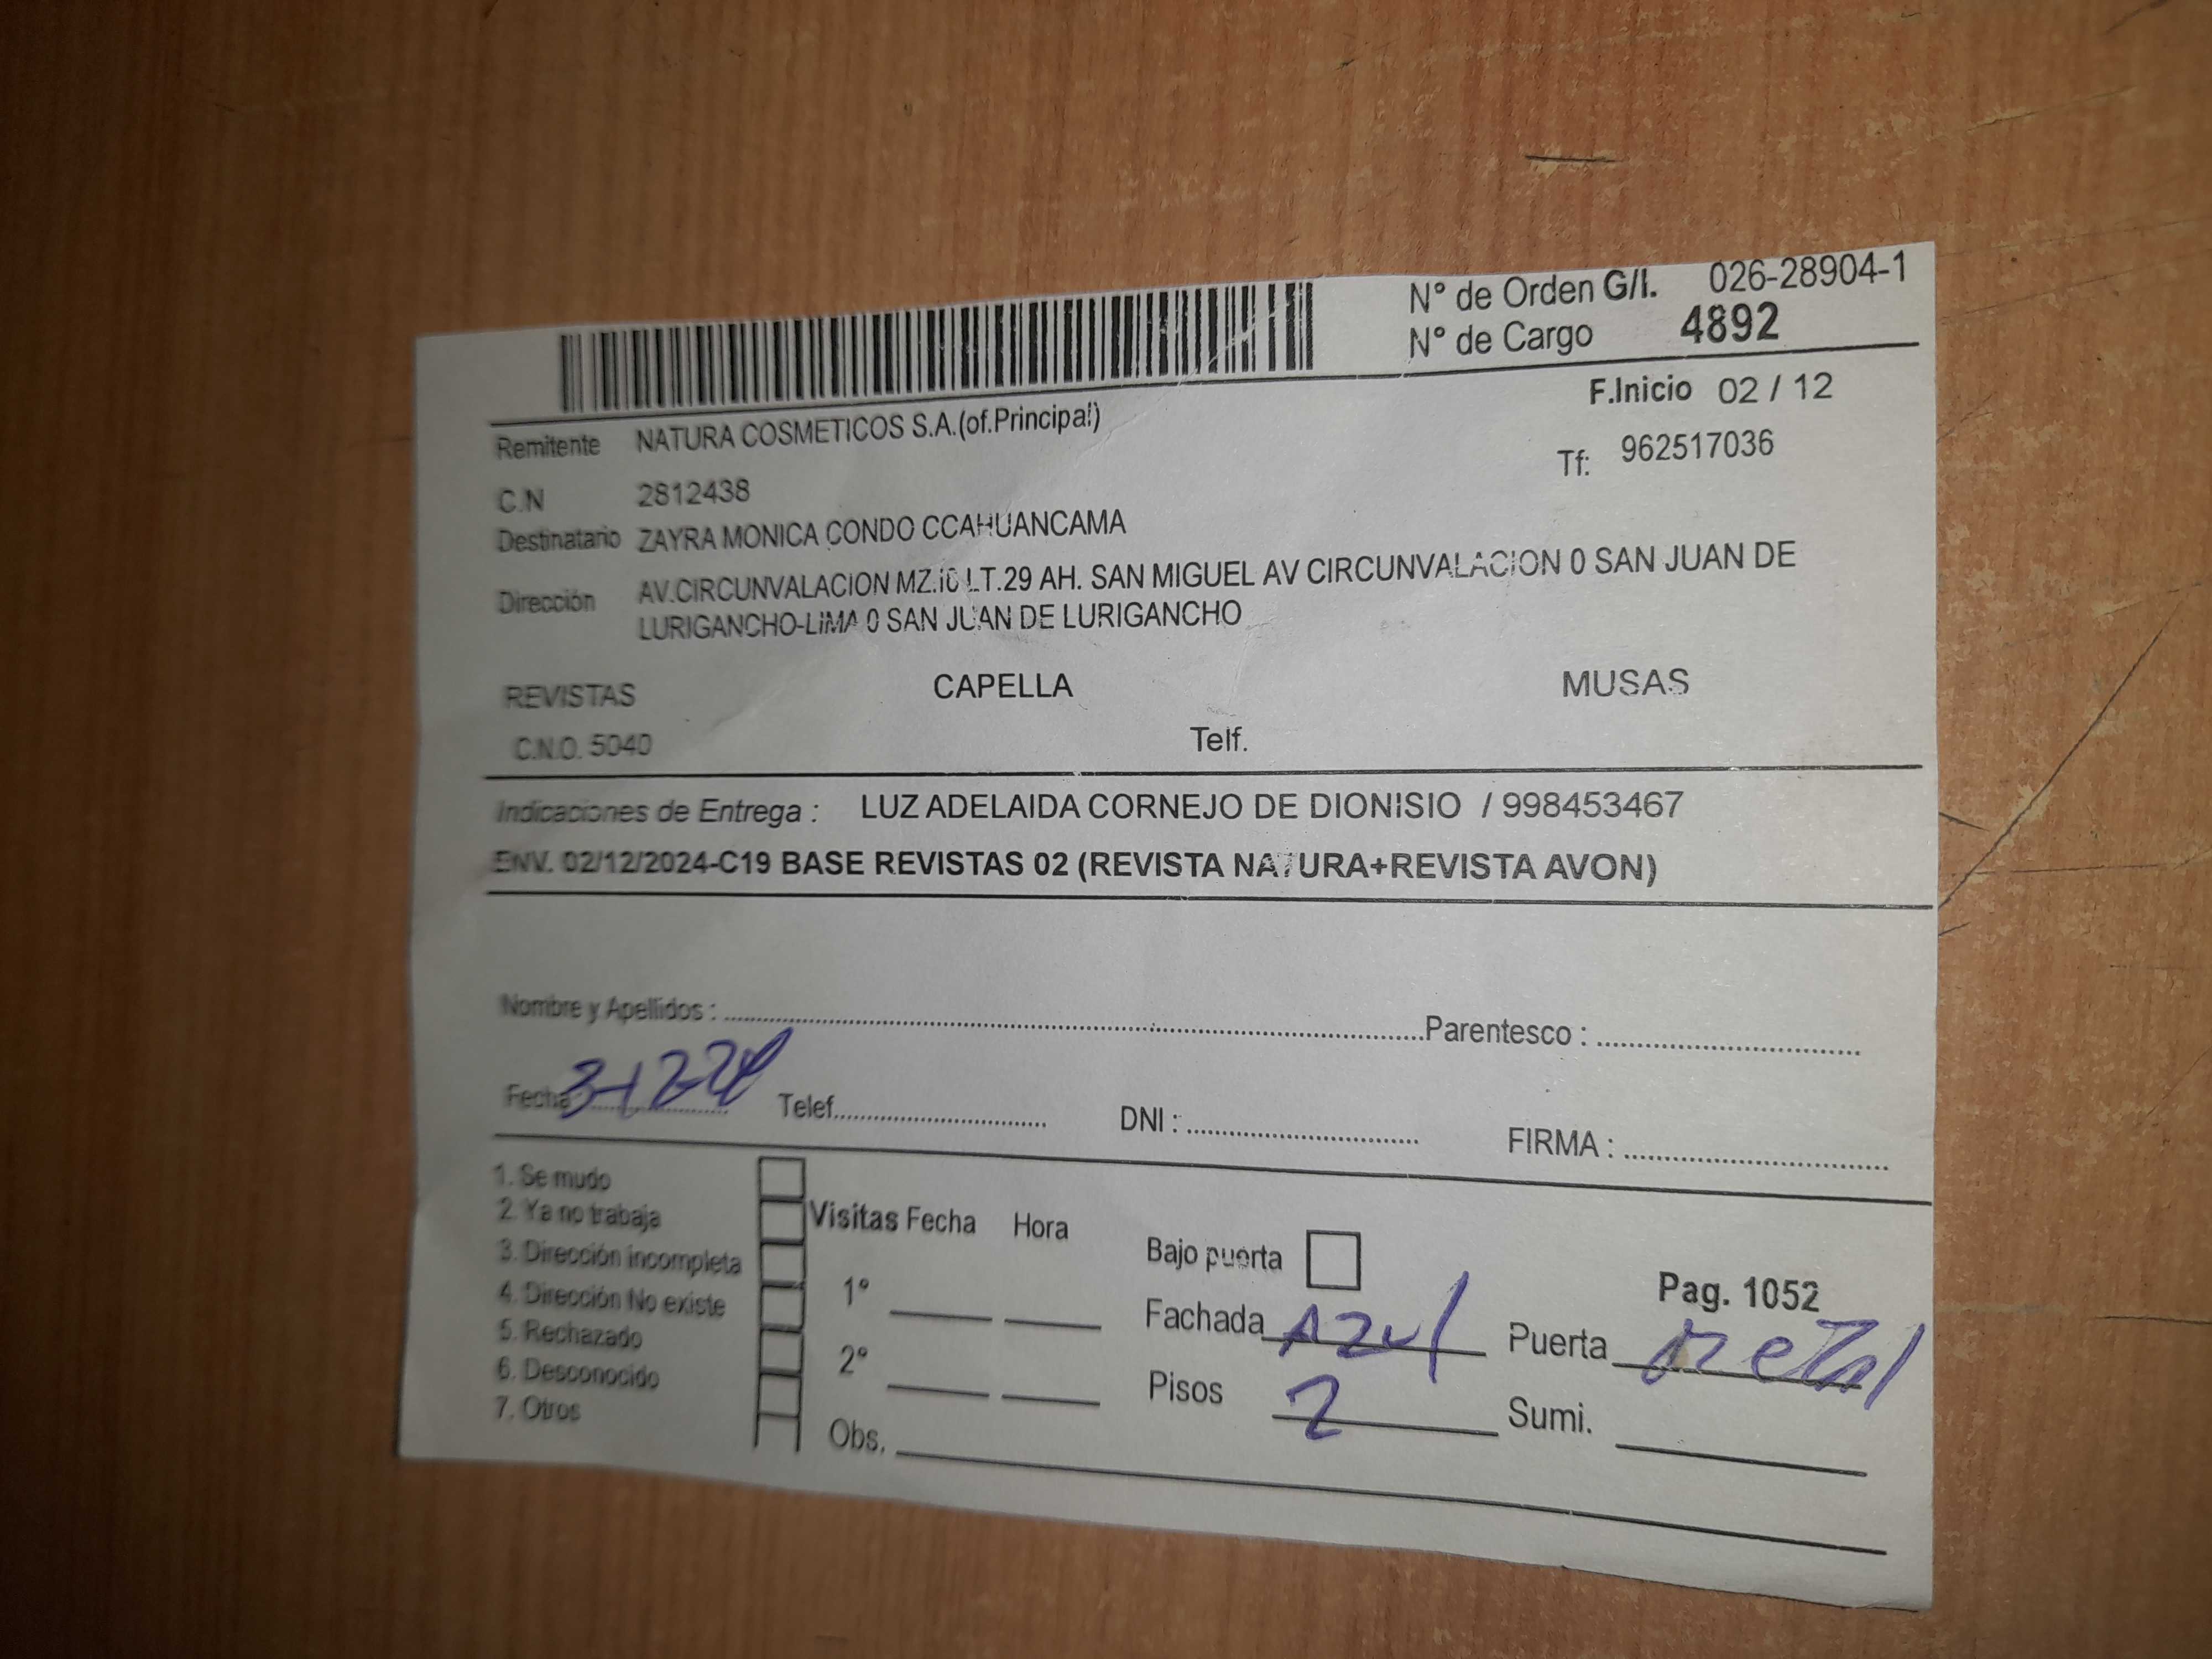 N° de Orden G/I. 026-28904-1
N° de Cargo 4892
F.Inicio 02 / 12
Remitente NATURA COSMETICOS S.A.(of.Principal)
Tf: 962517036
C.N 2812438
Destinatario ZAYRA MONICA CONDO CCAHUANCAMA
Dirección AV.CIRCUNVALACION LT.29 AH. SAN MIGUEL AV CIRCUNVALACION 0 SAN JUAN DE
LURIGANCHO-LIMA 0 SAN JUAN DE LURIGANCHO
REVISTAS CAPELLA MUSAS
C.N.O. 5040 Telf.
Indicaciones de Entrega : LUZ ADELAIDA CORNEJO DE DIONISIO / 998453467
ENV. 02/12/2024-C19 BASE REVISTAS 02 (REVISTA NATURA+REVISTA AVON)
Nombre y Apellidos : Parentesco :
Fecha 3-12-24 Telef. DNI : FIRMA :
1. Se mudo
2. Ya no trabaja
3. Dirección incompleta
4. Dirección No existe
5. Rechazado
6. Desconocido
7. Otros
Visitas Fecha Hora
1°
2°
Obs.
Bajo puerta
Pag. 1052
Fachada Azul Puerta metal
Pisos 2 Sumi.